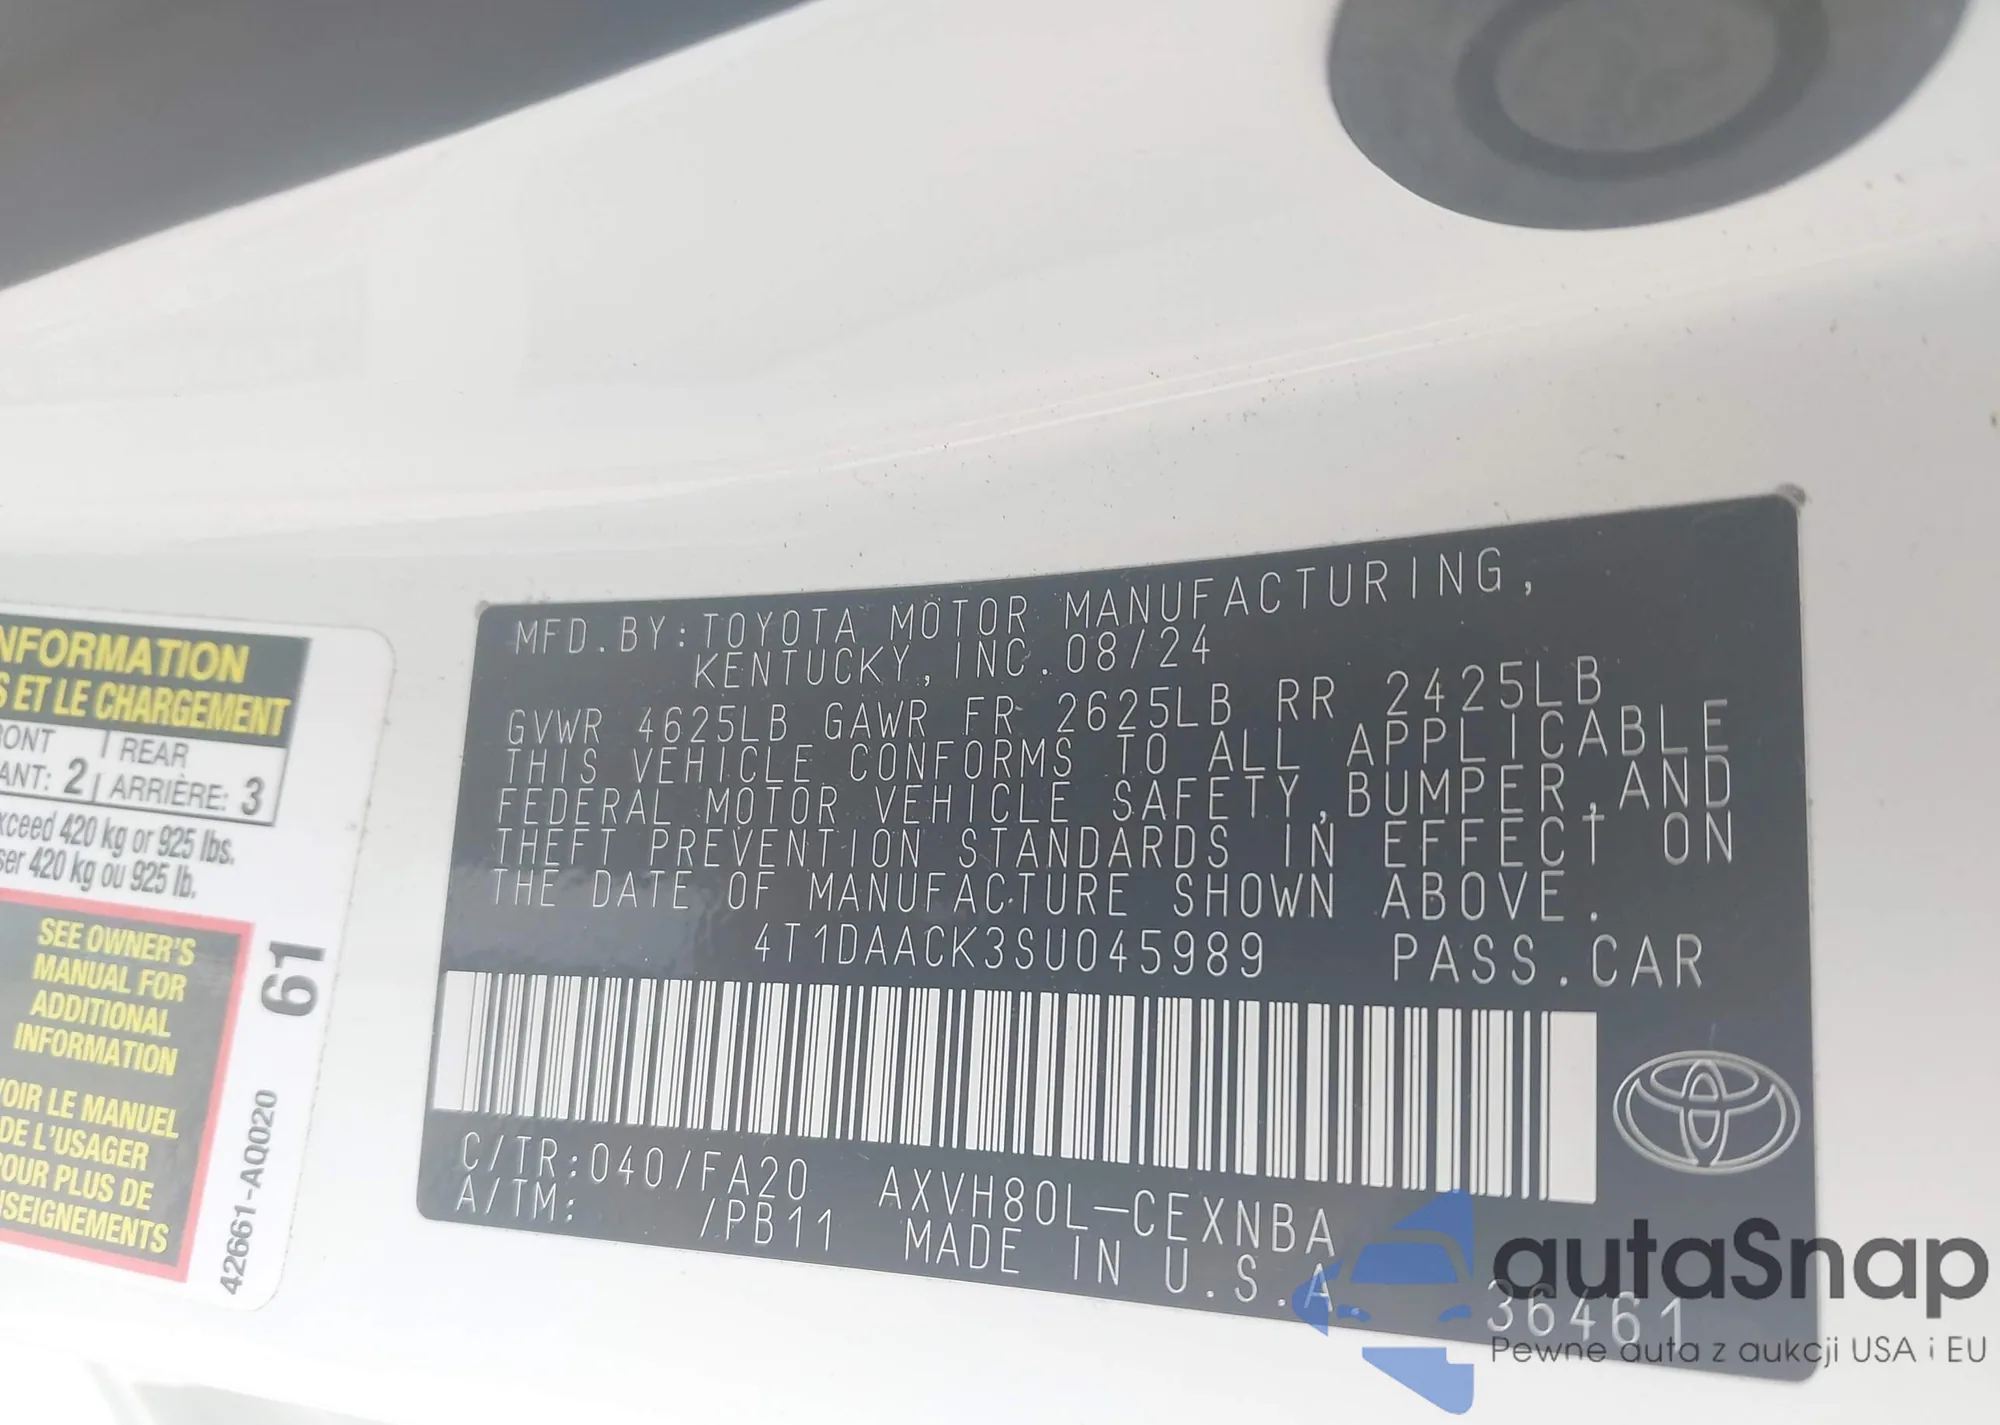 NFORMATION
S ET LE CHARGEMENT
RONT | REAR
ANT: 2 | ARRIÈRE: 3
xceed 420 kg or 925 lbs.
ser 420 kg ou 925 lb.
SEE OWNER'S
MANUAL FOR
ADDITIONAL
INFORMATION
VOIR LE MANUEL
DE L'USAGER
POUR PLUS DE
NSEIGNEMENTS
61
42661-AQ020
MFD.BY:TOYOTA MOTOR MANUFACTURING,
KENTUCKY,INC.08/24
GVWR 4625LB GAWR FR 2625LB RR 2425LB
THIS VEHICLE CONFORMS TO ALL APPLICABLE
FEDERAL MOTOR VEHICLE SAFETY,BUMPER,AND
THEFT PREVENTION STANDARDS IN EFFECT ON
THE DATE OF MANUFACTURE SHOWN ABOVE.
4T1DAACK3SU045989 PASS.CAR
C/TR:040/FA20 AXVH80L-CEXNBA
A/TM: /PB11 MADE IN U.S.A. 36461
autaSnap
Pewne auta z aukcji USA i EU